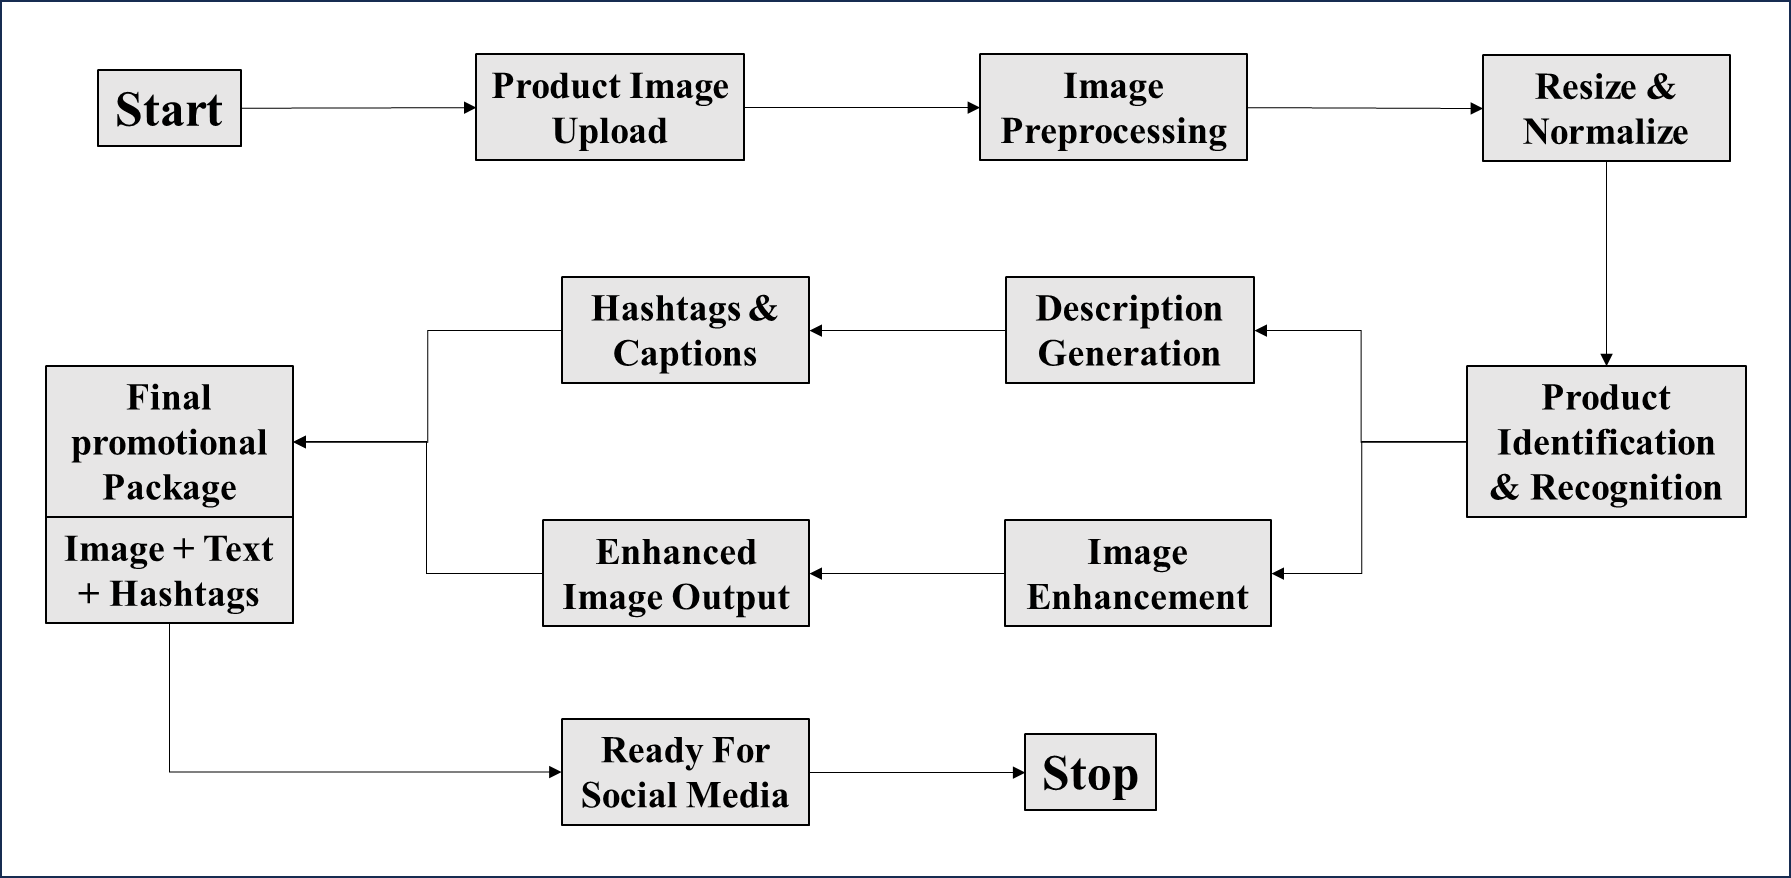 Start
Product Image
Upload
Image
Preprocessing
Resize &
Normalize
Product
Identification
& Recognition
Description
Generation
Hashtags &
Captions
Image
Enhancement
Enhanced
Image Output
Final
promotional
Package
Image + Text
+ Hashtags
Ready For
Social Media
Stop